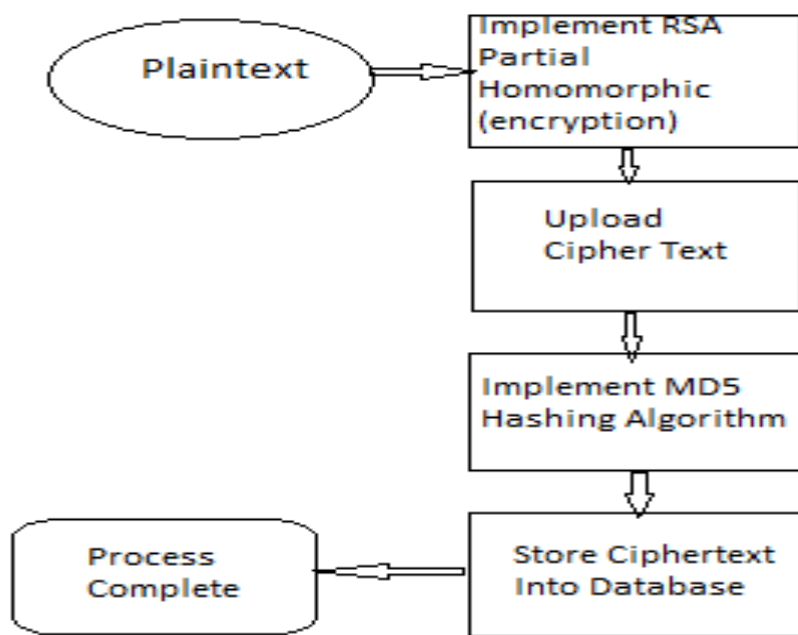 Plaintext
Implement RSA
Partial
Homomorphic
(encryption)
Upload
Cipher Text
Implement MD5
Hashing Algorithm
Store Ciphertext
Into Database
Process
Complete